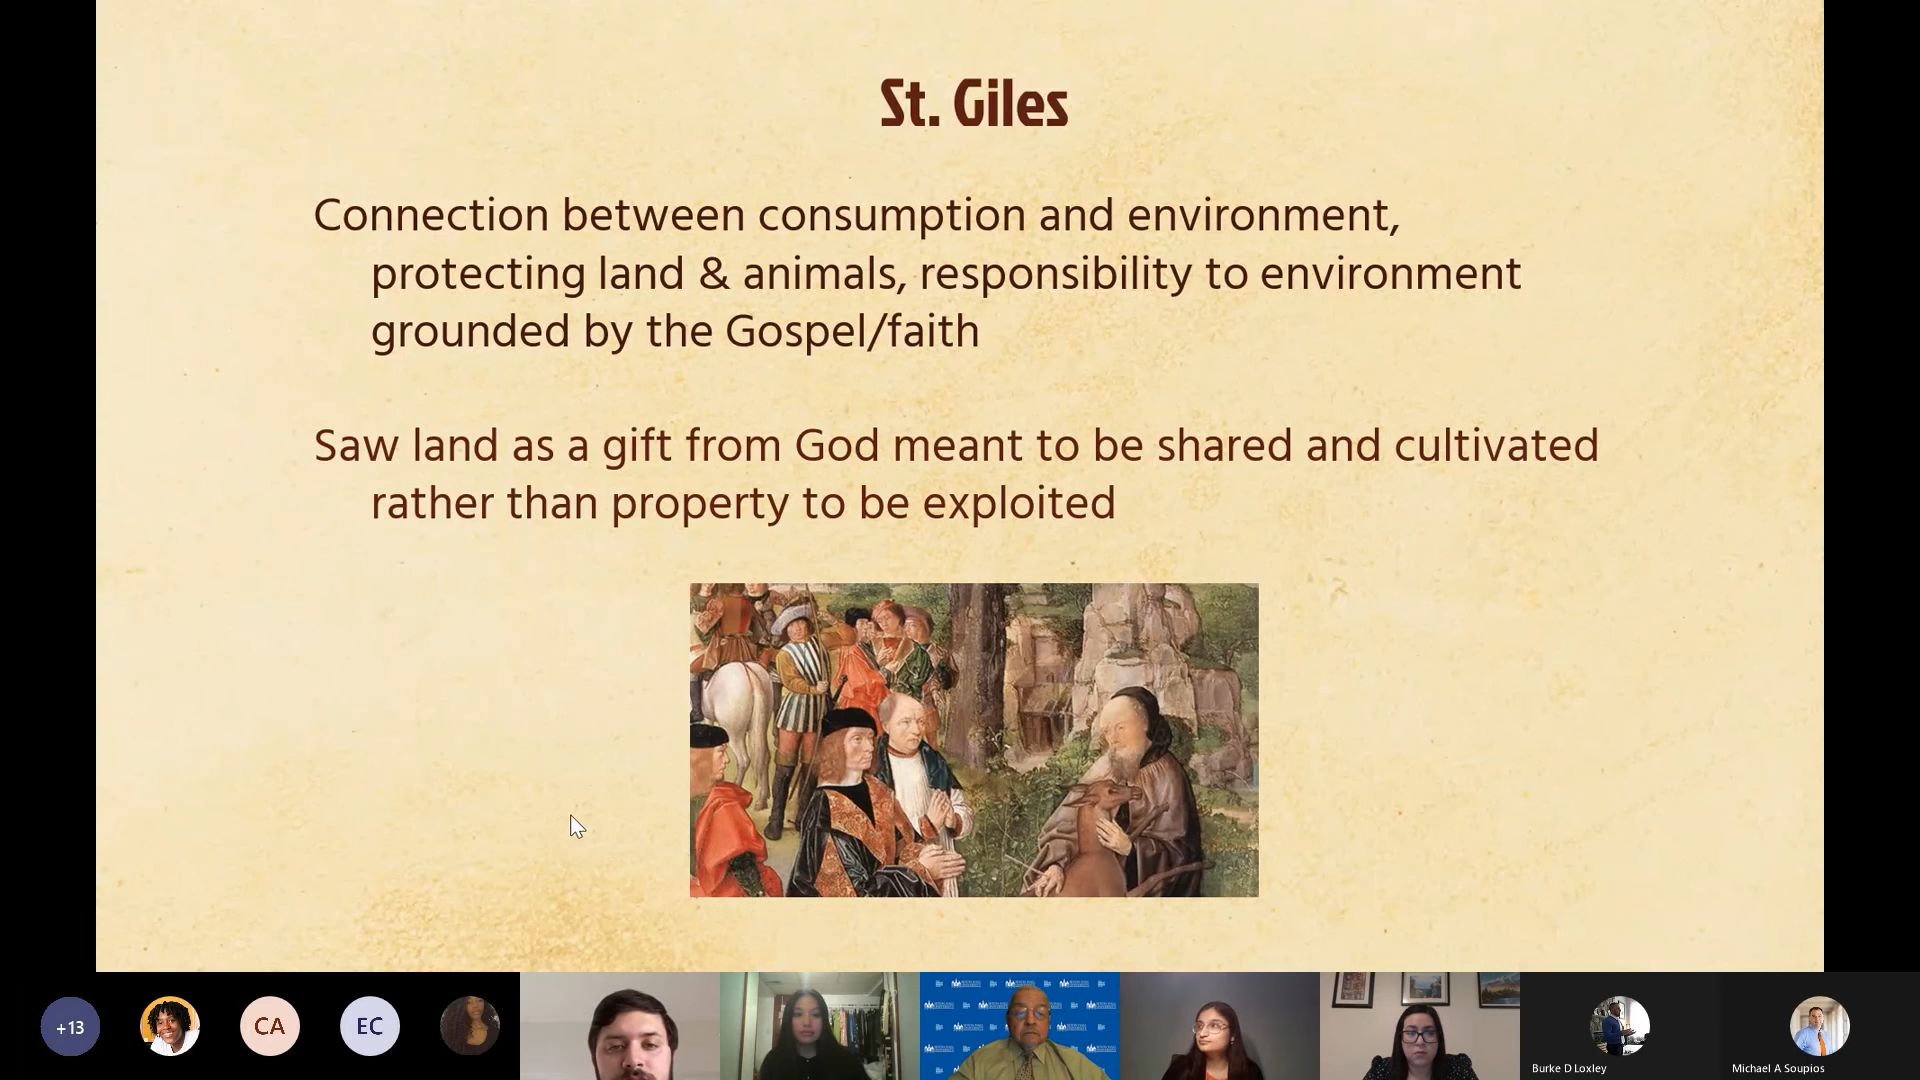 St. Giles
Connection between consumption and environment,
protecting land & animals, responsibility to environment
grounded by the Gospel/faith
Saw land as a gift from God meant to be shared and cultivated
rather than property to be exploited
+13
CA
EC
Burke D Loxley
Michael A Soupios